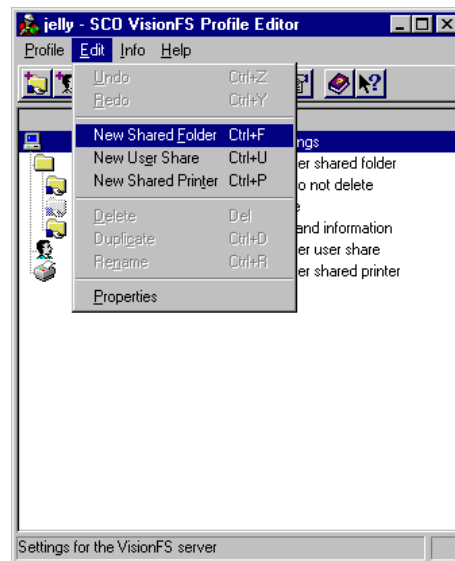 jelly - SCO VisionFS Profile Editor
Profile Edit Info Help
Undo Ctrl+Z
Redo Ctrl+Y
New Shared Folder Ctrl+F
New User Share Ctrl+U
New Shared Printer Ctrl+P
Delete Del
Duplicate Ctrl+D
Rename Ctrl+R
Properties
ngs
er shared folder
o not delete
e
and information
er user share
er shared printer
Settings for the VisionFS server